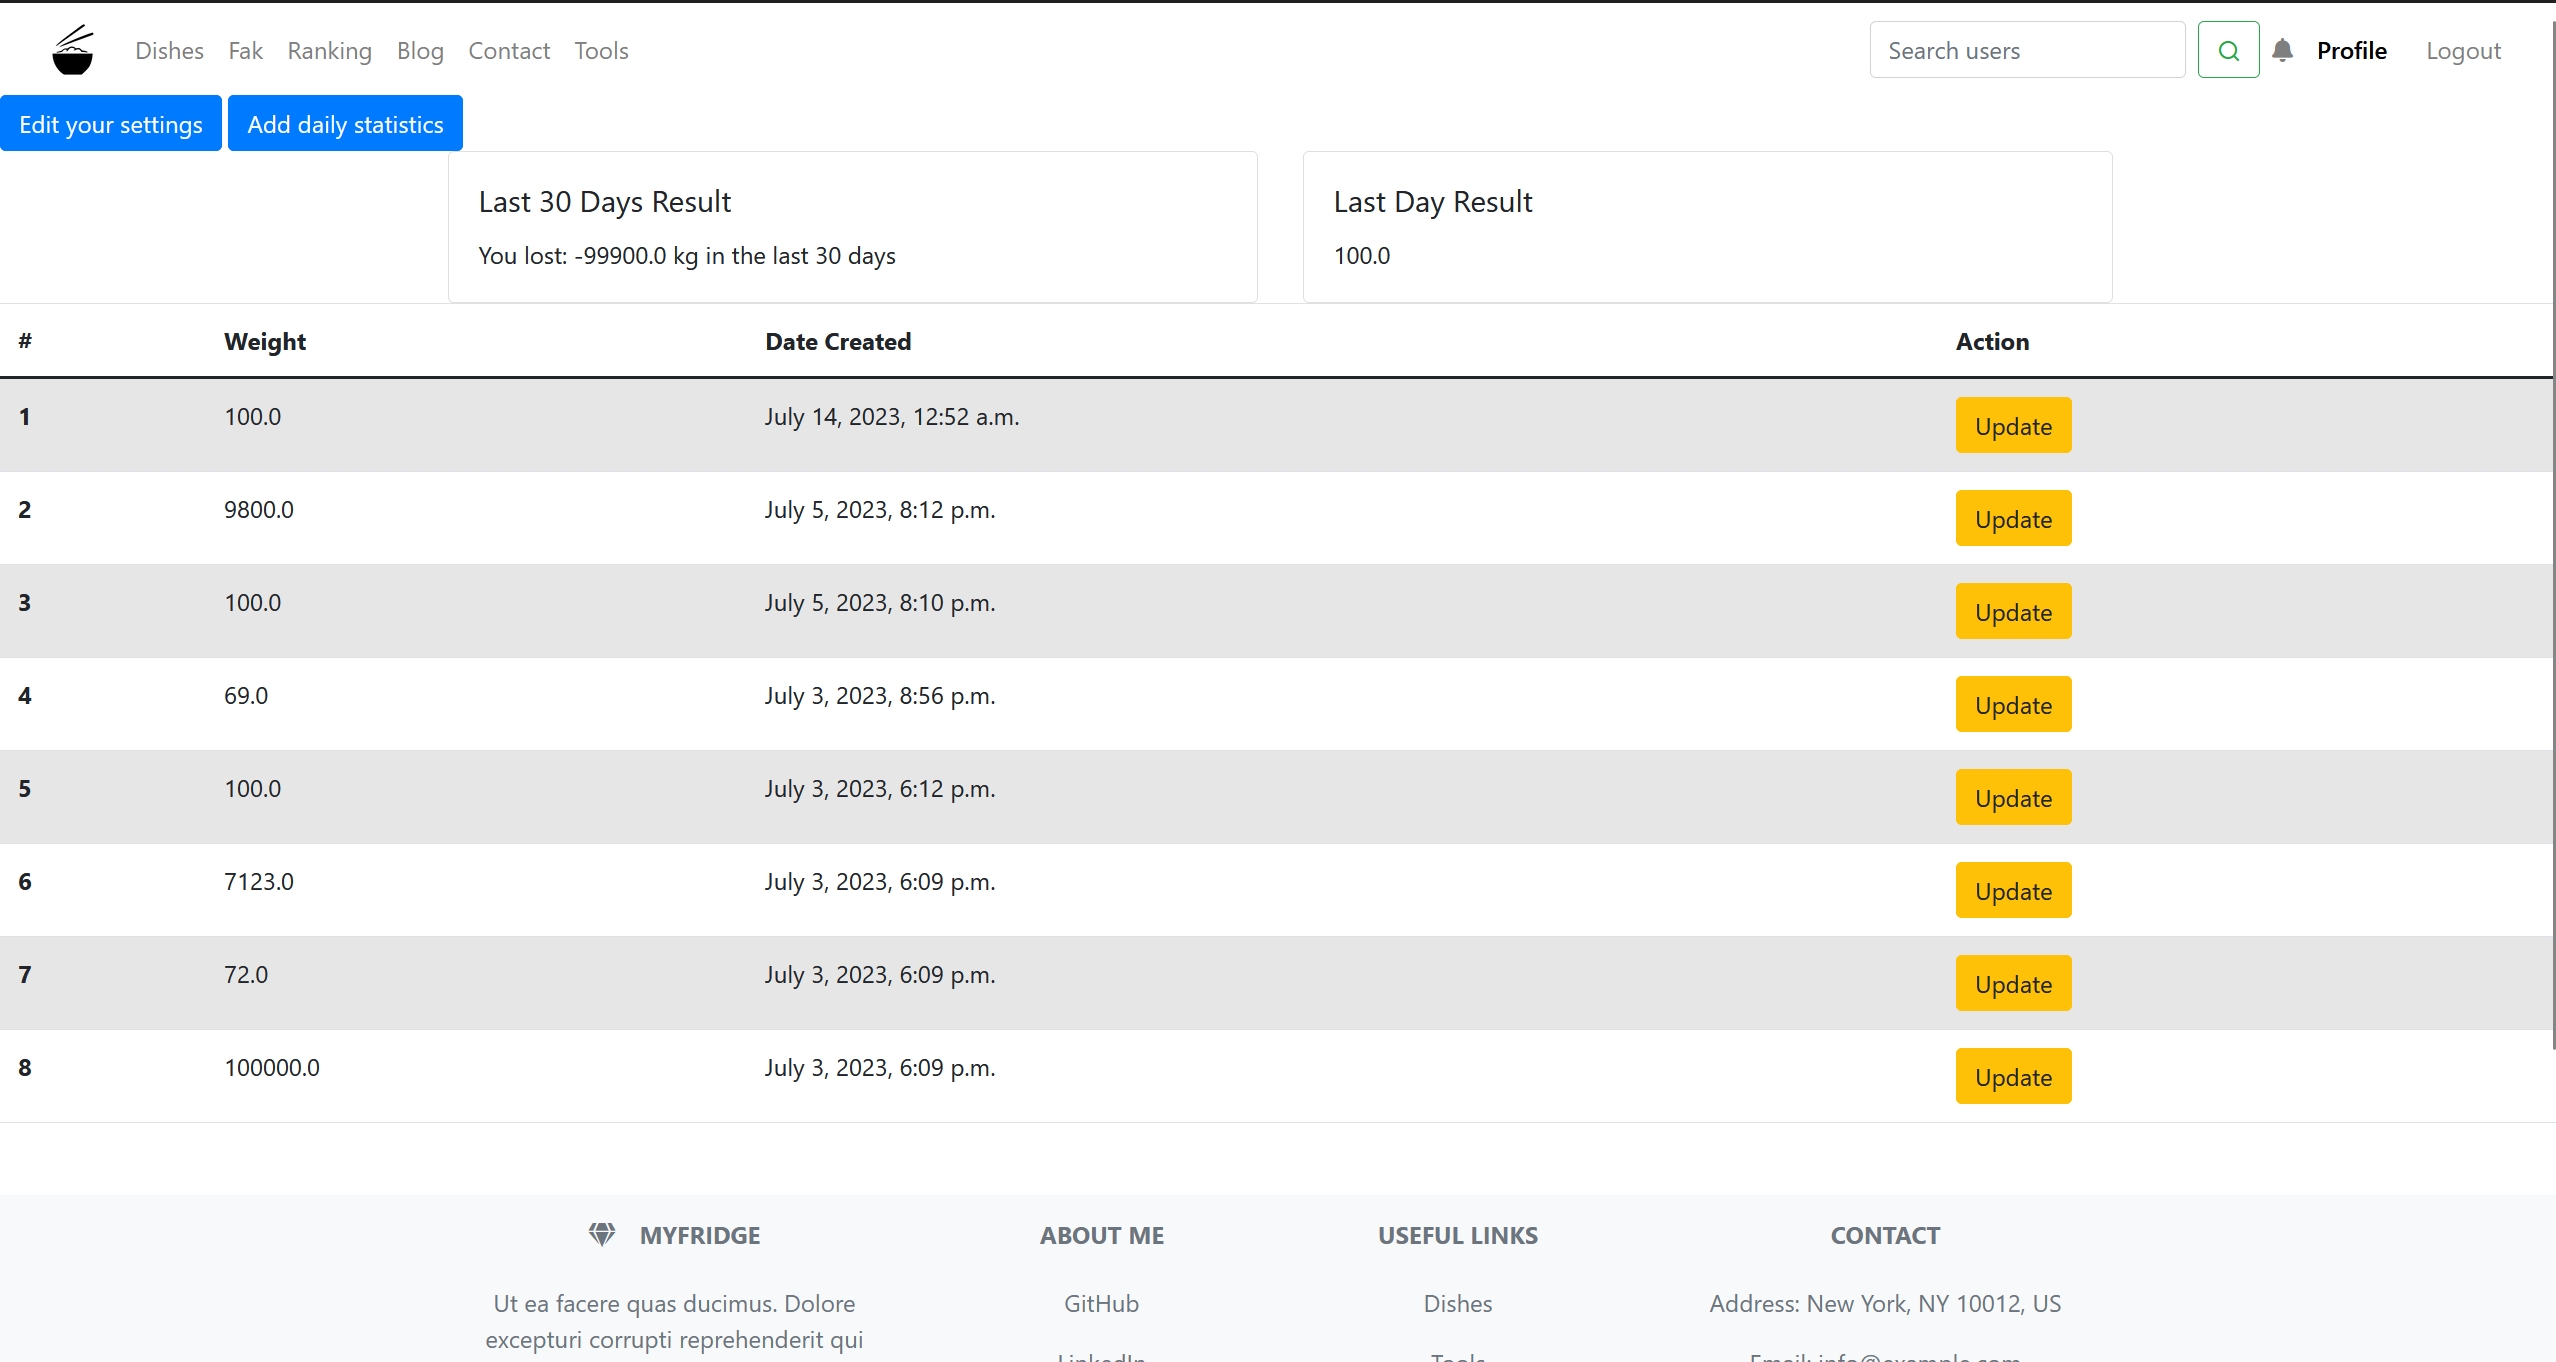 Dishes Fak Ranking Blog Contact Tools Search users Profile Logout
Edit your settings Add daily statistics
Last 30 Days Result
You lost: -99900.0 kg in the last 30 days
Last Day Result
100.0
# Weight Date Created Action
1 100.0 July 14, 2023, 12:52 a.m. Update
2 9800.0 July 5, 2023, 8:12 p.m. Update
3 100.0 July 5, 2023, 8:10 p.m. Update
4 69.0 July 3, 2023, 8:56 p.m. Update
5 100.0 July 3, 2023, 6:12 p.m. Update
6 7123.0 July 3, 2023, 6:09 p.m. Update
7 72.0 July 3, 2023, 6:09 p.m. Update
8 100000.0 July 3, 2023, 6:09 p.m. Update
MYFRIDGE
Ut ea facere quas ducimus. Dolore
excepturi corrupti reprehenderit qui
ABOUT ME
GitHub
LinkedIn
USEFUL LINKS
Dishes
Tools
CONTACT
Address: New York, NY 10012, US
Email: info@example.com